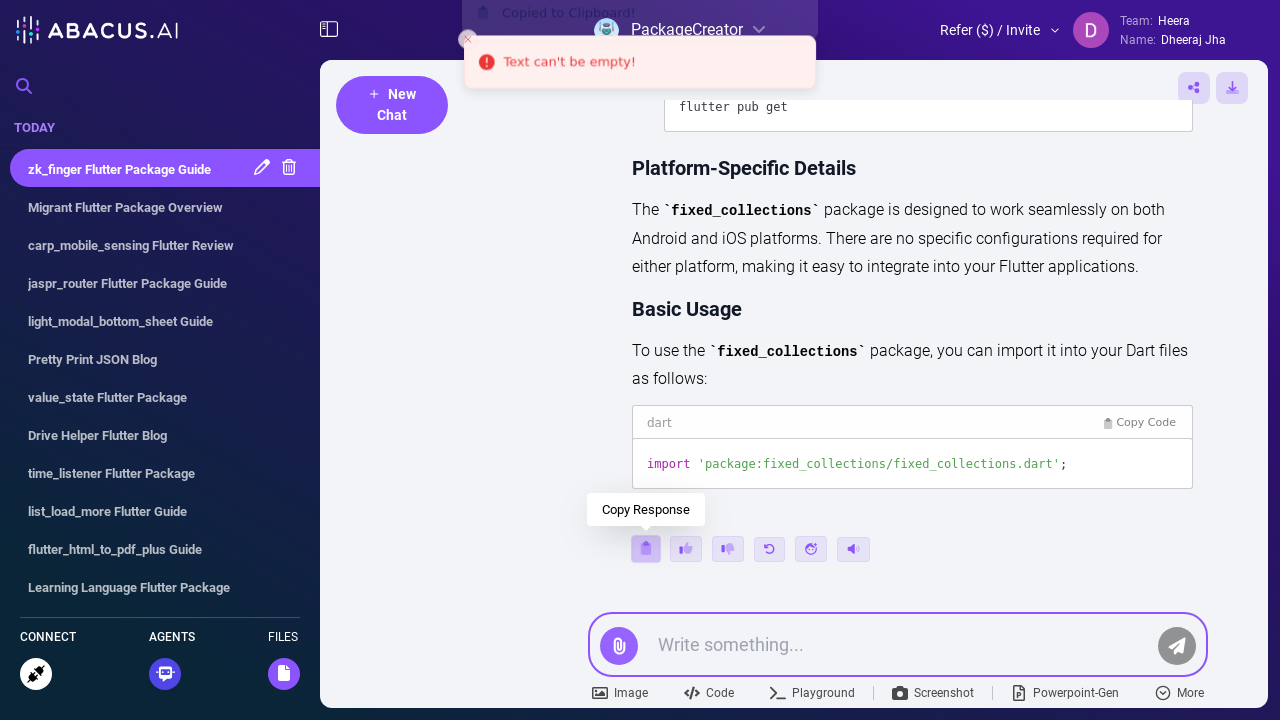 ABACUS.AI
Copied to Clipboard!
PackageCreator
Text can't be empty!
Refer ($) / Invite
D
Team: Heera
Name: Dheeraj Jha
+ New
Chat
TODAY
zk_finger Flutter Package Guide
Migrant Flutter Package Overview
carp_mobile_sensing Flutter Review
jaspr_router Flutter Package Guide
light_modal_bottom_sheet Guide
Pretty Print JSON Blog
value_state Flutter Package
Drive Helper Flutter Blog
time_listener Flutter Package
list_load_more Flutter Guide
flutter_html_to_pdf_plus Guide
Learning Language Flutter Package
CONNECT
AGENTS
FILES
flutter pub get
Platform-Specific Details
The `fixed_collections` package is designed to work seamlessly on both
Android and iOS platforms. There are no specific configurations required for
either platform, making it easy to integrate into your Flutter applications.
Basic Usage
To use the `fixed_collections` package, you can import it into your Dart files
as follows:
dart
Copy Code
import 'package:fixed_collections/fixed_collections.dart';
Copy Response
Write something...
Image
Code
Playground
Screenshot
Powerpoint-Gen
More